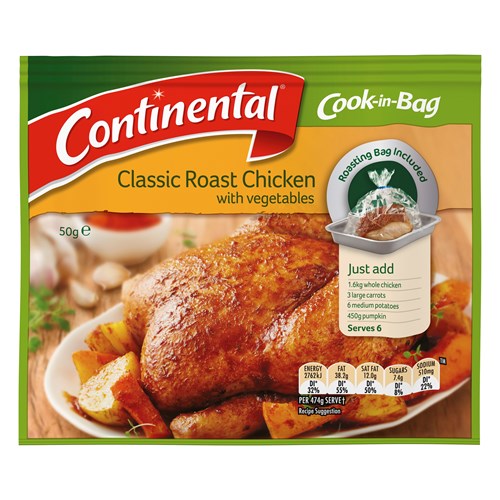 Continental®
Cook-in-Bag
Classic Roast Chicken
with vegetables
50g e
Roasting Bag Included
Just add
1.6kg whole chicken
3 large carrots
6 medium potatoes
450g pumpkin
Serves 6
ENERGY 2762kJ DI* 32%
FAT 38.2g DI* 55%
SAT FAT 12.0g DI* 50%
SUGARS 7.4g DI* 8%
SODIUM 510mg DI* 22%
TM
PER 474g SERVE†
Recipe Suggestion